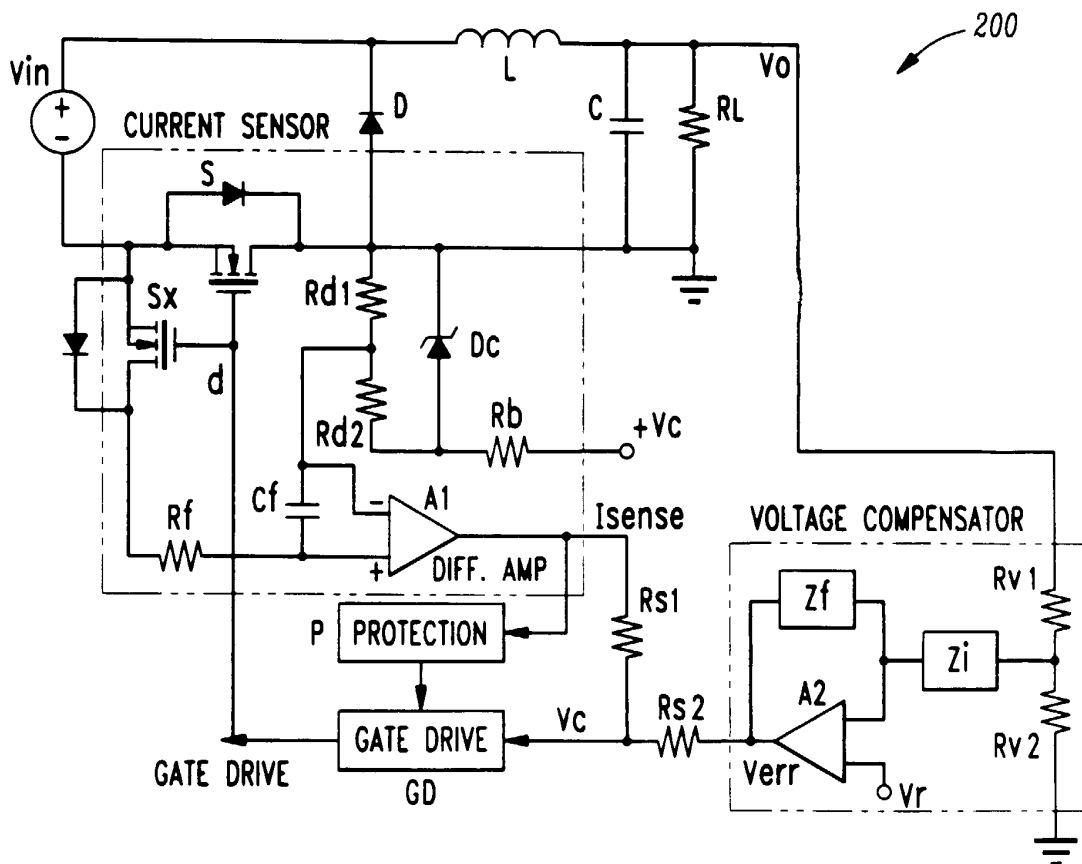 200
Vin
+
-
L
Vo
D
C
RL
CURRENT SENSOR
S
Sx
Rd1
Dc
d
Rd2
Rb
+Vc
Cf
A1
-
+
Rf
Isense
DIFF. AMP
VOLTAGE COMPENSATOR
Rv1
Zf
Rs1
P
PROTECTION
Zi
A2
Rs2
Vc
GATE DRIVE
Rv2
GATE DRIVE
GD
Verr
Vr